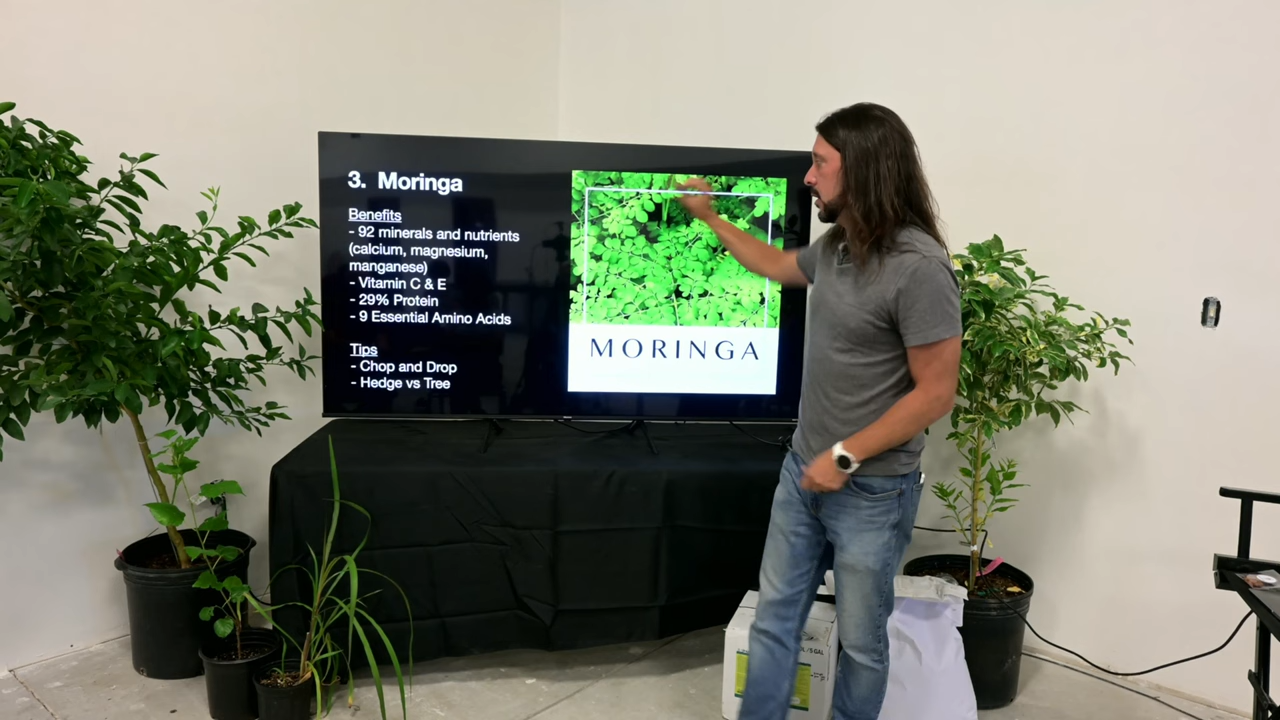 3. Moringa
Benefits
- 92 minerals and nutrients
(calcium, magnesium,
manganese)
- Vitamin C & E
- 29% Protein
- 9 Essential Amino Acids
Tips
- Chop and Drop
- Hedge vs Tree
MORINGA